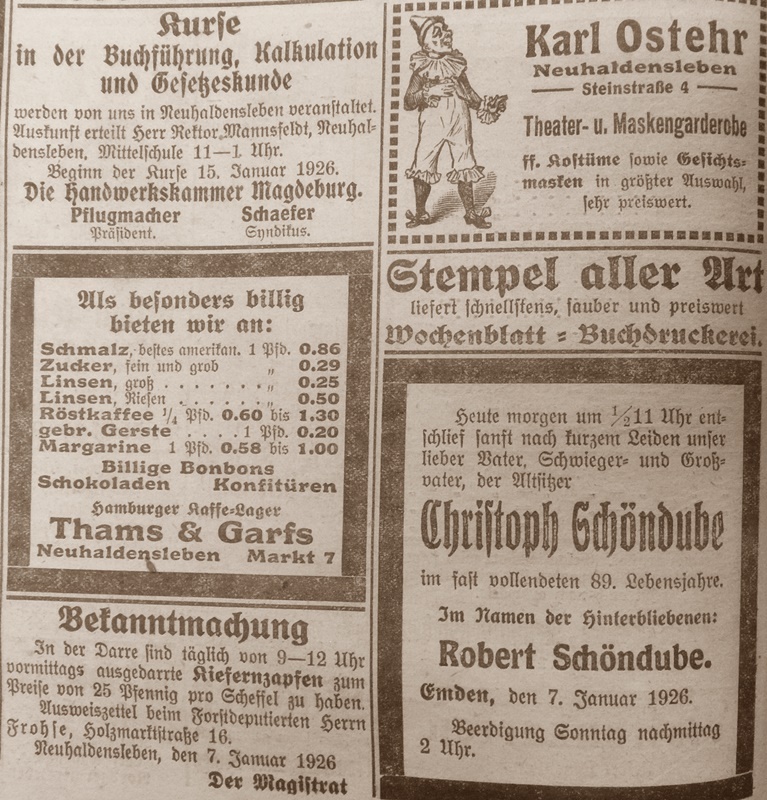 Kurse
in der Buchführung, Kalkulation
und Gesetzeskunde
werden von uns in Neuhaldensleben veranstaltet.
Auskunft erteilt Herr Rektor Mannsfeldt, Neuhal-
densleben, Mittelschule 11—1 Uhr.
Beginn der Kurse 15. Januar 1926.
Die Handwerkskammer Magdeburg.
Pflugmacher Schaefer
Präsident. Syndikus.
Als besonders billig
bieten wir an:
Schmalz, bestes amerikan. 1 Pfd. 0.86
Zucker, fein und grob „ 0.29
Linsen, groß . . . . . . . „ 0.25
Linsen, Riesen . . . . . . „ 0.50
Röstkaffee 1/4 Pfd. 0.60 bis 1.30
gebr. Gerste . . . . 1 Pfd. 0.20
Margarine 1 Pfd. 0.58 bis 1.00
Billige Bonbons
Schokoladen Konfitüren
Hamburger Kaffe-Lager
Thams & Garfs
Neuhaldensleben Markt 7
Bekanntmachung
In der Darre sind täglich von 9—12 Uhr
vormittags ausgedarrte Kiefernzapfen zum
Preise von 25 Pfennig pro Scheffel zu haben.
Ausweiszettel beim Forstdeputierten Herrn
Frohse, Holzmarktstraße 16.
Neuhaldensleben, den 7. Januar 1926
Der Magistrat
Karl Ostehr
Neuhaldensleben
Steinstraße 4
Theater- u. Maskengarderobe
ff. Kostüme sowie Gesichts-
masken in größter Auswahl,
sehr preiswert.
Stempel aller Art
liefert schnellstens, sauber und preiswert
Wochenblatt = Buchdruckerei.
Heute morgen um 1/2 11 Uhr ent-
schlief sanft nach kurzem Leiden unser
lieber Vater, Schwieger- und Groß-
vater, der Altsitzer
Christoph Schöndube
im fast vollendeten 89. Lebensjahre.
Im Namen der Hinterbliebenen:
Robert Schöndube.
Emden, den 7. Januar 1926.
Beerdigung Sonntag nachmittag
2 Uhr.